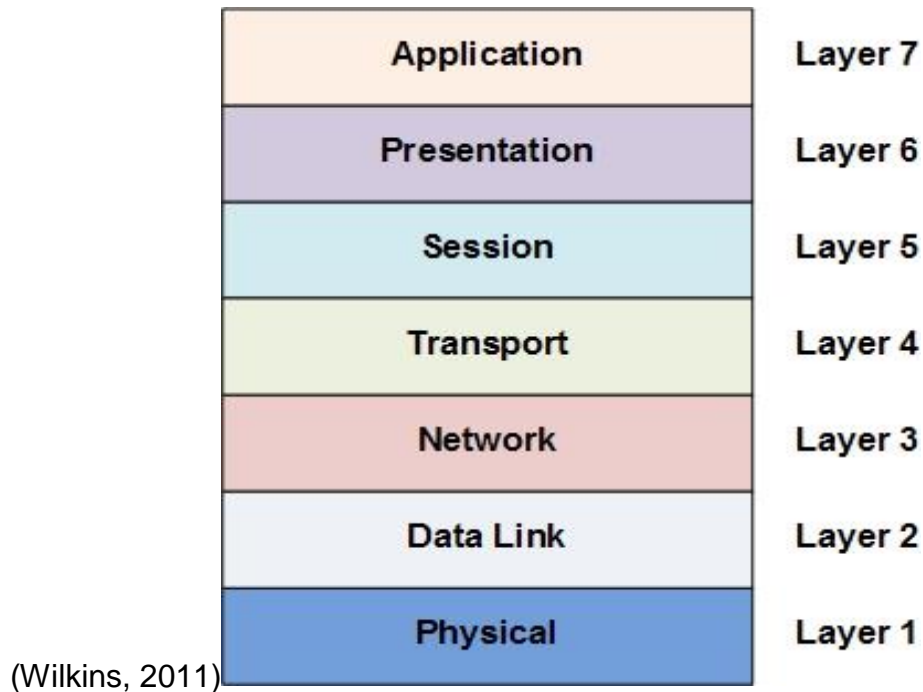 Application Layer 7
Presentation Layer 6
Session Layer 5
Transport Layer 4
Network Layer 3
Data Link Layer 2
Physical Layer 1
(Wilkins, 2011)